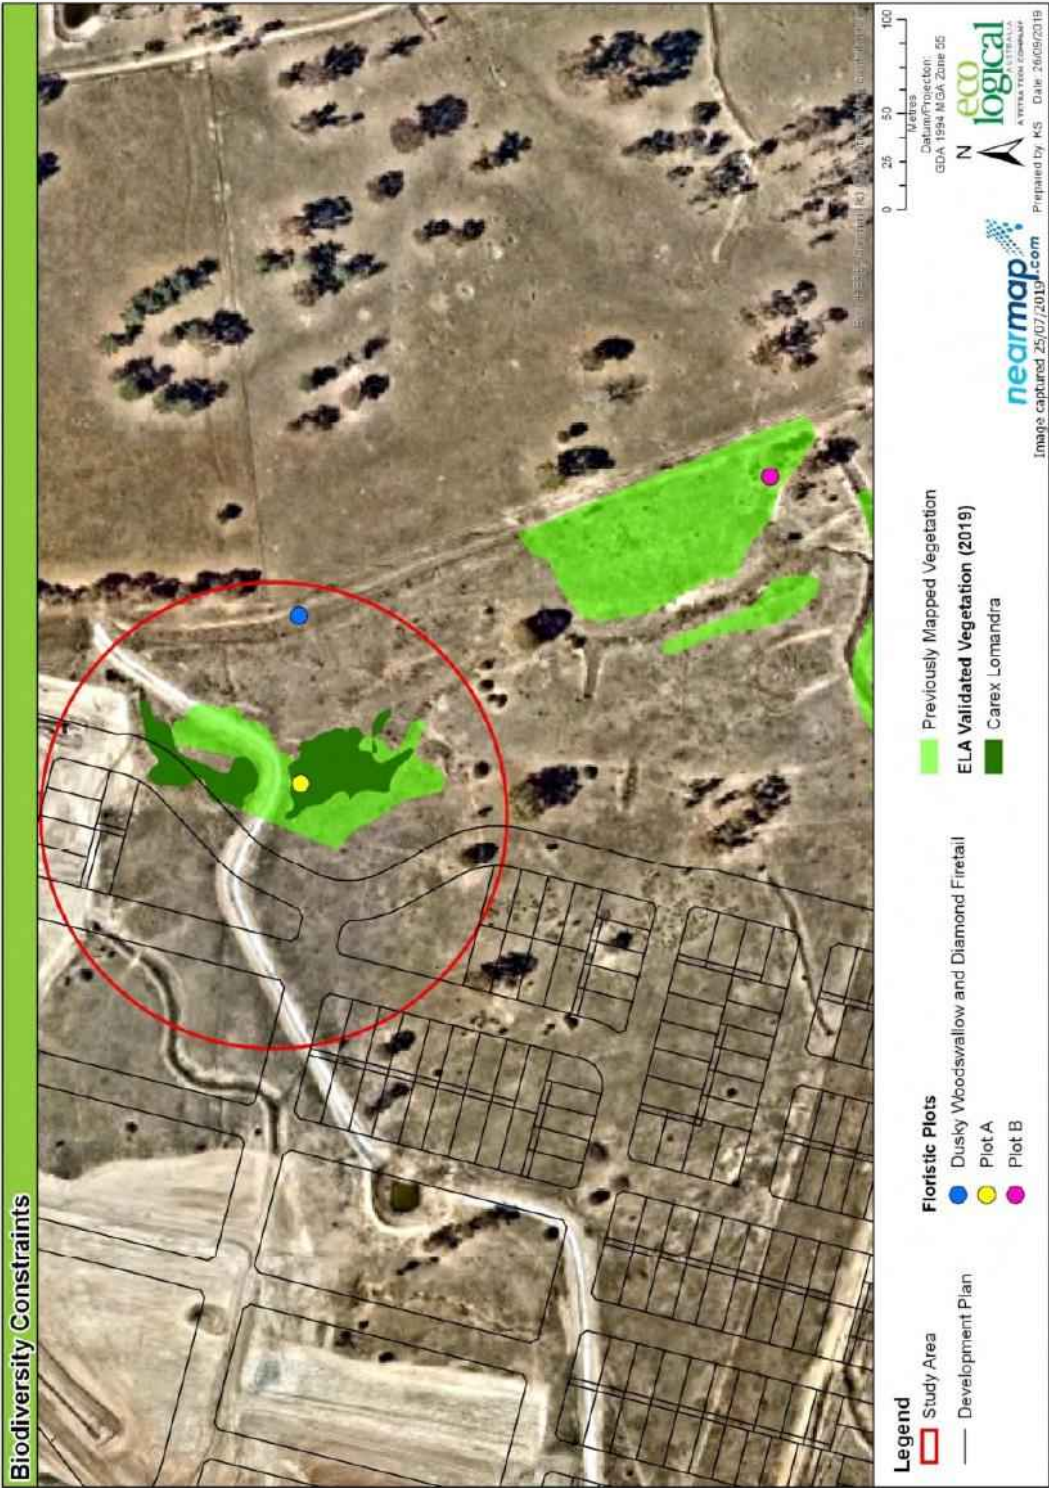 Biodiversity Constraints
Legend
Study Area
Development Plan
Floristic Plots
Dusky Woodswallow and Diamond Firetail
Plot A
Plot B
Previously Mapped Vegetation
ELA Validated Vegetation (2019)
Carex Lomandra
0 25 50 100
Metres
Datum/Projection:
GDA 1994 MGA Zone 55
N
eco
logical
AUSTRALIA
A TETRA TECH COMPANY
nearmap.com
Image captured 25/07/2019
Prepared by: KS Date: 26/09/2019